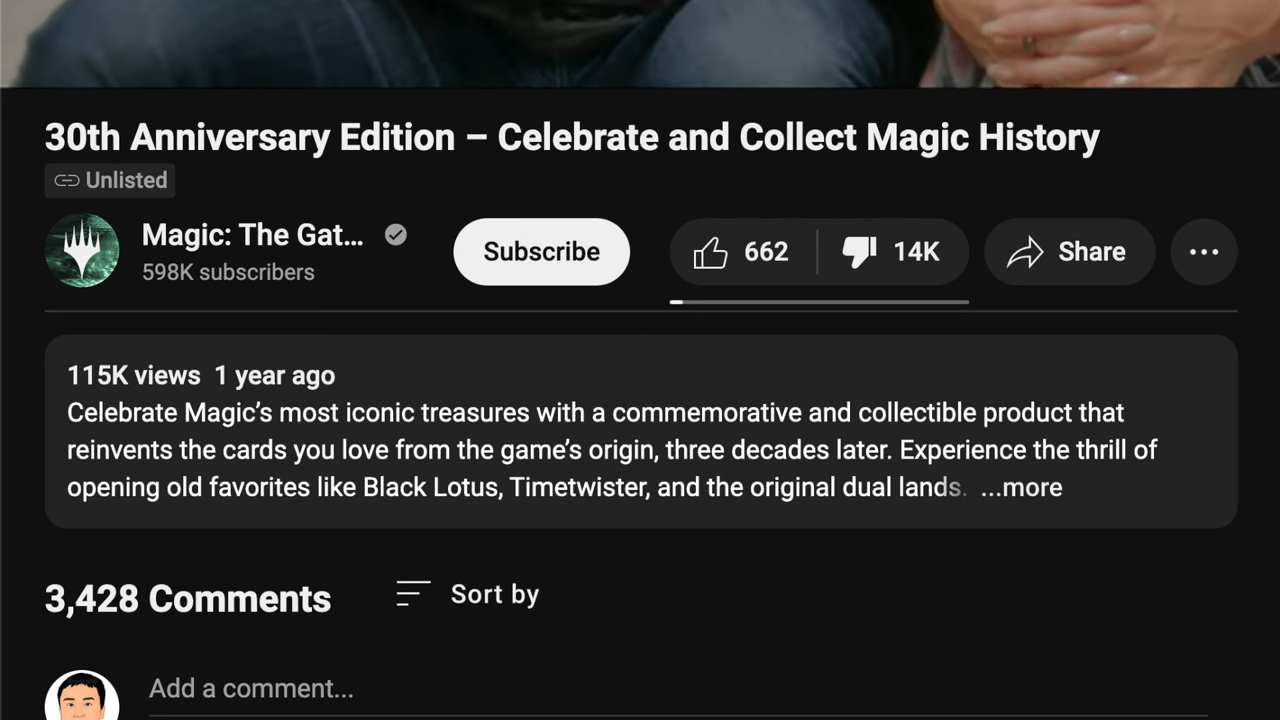 30th Anniversary Edition – Celebrate and Collect Magic History
Unlisted
Magic: The Gat...
598K subscribers
Subscribe
662
14K
Share
115K views 1 year ago
Celebrate Magic’s most iconic treasures with a commemorative and collectible product that
reinvents the cards you love from the game’s origin, three decades later. Experience the thrill of
opening old favorites like Black Lotus, Timetwister, and the original dual lands. ...more
3,428 Comments
Sort by
Add a comment...